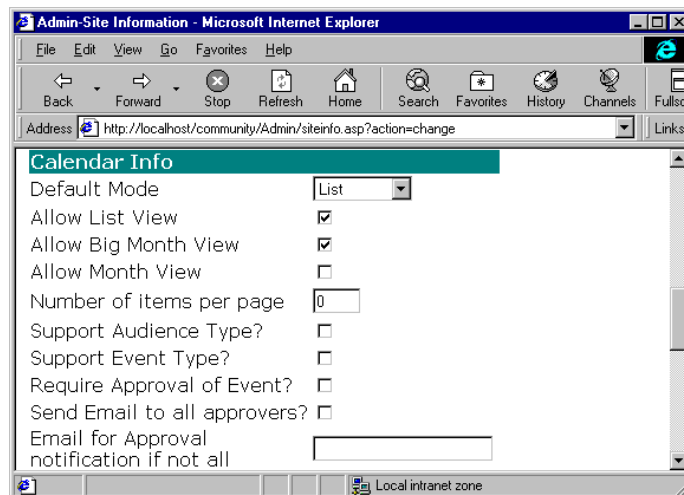 Admin-Site Information - Microsoft Internet Explorer
File Edit View Go Favorites Help
Back Forward Stop Refresh Home Search Favorites History Channels
Address http://localhost/community/Admin/siteinfo.asp?action=change Links
Calendar Info
Default Mode List
Allow List View
Allow Big Month View
Allow Month View
Number of items per page 0
Support Audience Type?
Support Event Type?
Require Approval of Event?
Send Email to all approvers?
Email for Approval
notification if not all
Local intranet zone